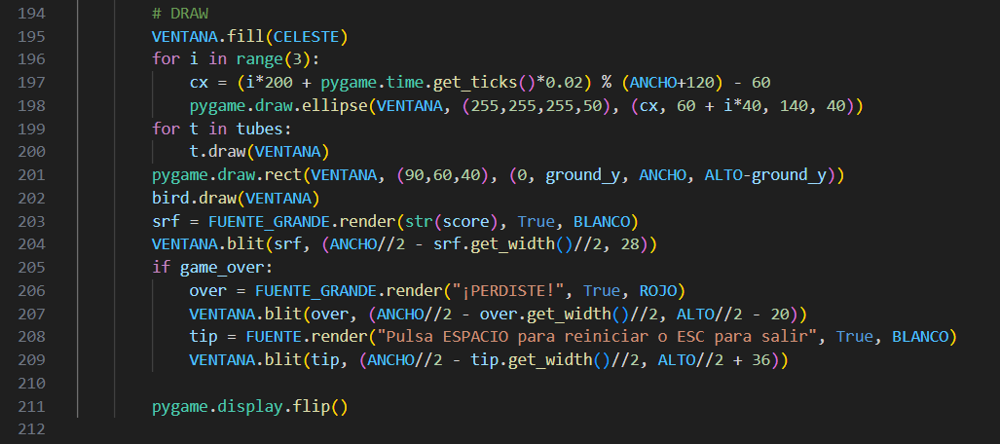 194 # DRAW
195 VENTANA.fill(CELESTE)
196 for i in range(3):
197     cx = (i*200 + pygame.time.get_ticks()*0.02) % (ANCHO+120) - 60
198     pygame.draw.ellipse(VENTANA, (255,255,255,50), (cx, 60 + i*40, 140, 40))
199 for t in tubes:
200     t.draw(VENTANA)
201 pygame.draw.rect(VENTANA, (90,60,40), (0, ground_y, ANCHO, ALTO-ground_y))
202 bird.draw(VENTANA)
203 srf = FUENTE_GRANDE.render(str(score), True, BLANCO)
204 VENTANA.blit(srf, (ANCHO//2 - srf.get_width()//2, 28))
205 if game_over:
206     over = FUENTE_GRANDE.render("¡PERDISTE!", True, ROJO)
207     VENTANA.blit(over, (ANCHO//2 - over.get_width()//2, ALTO//2 - 20))
208     tip = FUENTE.render("Pulsa ESPACIO para reiniciar o ESC para salir", True, BLANCO)
209     VENTANA.blit(tip, (ANCHO//2 - tip.get_width()//2, ALTO//2 + 36))
210
211 pygame.display.flip()
212